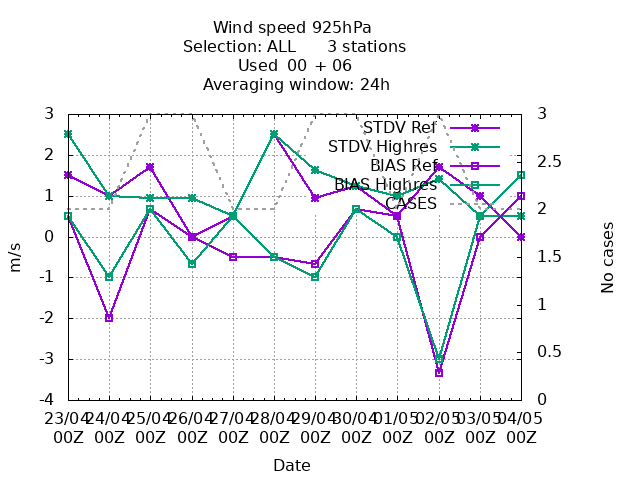 Wind speed 925hPa
Selection: ALL 3 stations
Used 00 + 06
Averaging window: 24h
3 3
STDV Ref
STDV Highres
2 2.5
BIAS Ref
BIAS Highres
1 2
CASES
0 1.5
-1
-2 1
-3 0.5
-4 0
m/s
No cases
23/04 24/04 25/04 26/04 27/04 28/04 29/04 30/04 01/05 02/05 03/05 04/05
00Z 00Z 00Z 00Z 00Z 00Z 00Z 00Z 00Z 00Z 00Z 00Z
Date